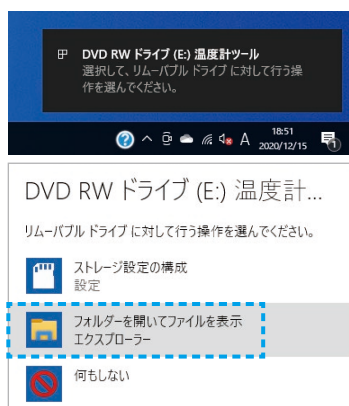 DVD RW ドライブ (E:) 温度計ツール
選択して、リムーバブル ドライブ に対して行う操
作を選んでください。
A 18:51
2020/12/15
1
DVD RW ドライブ (E:) 温度計...
リムーバブル ドライブ に対して行う操作を選んでください。
ストレージ設定の構成
設定
フォルダーを開いてファイルを表示
エクスプローラー
何もしない